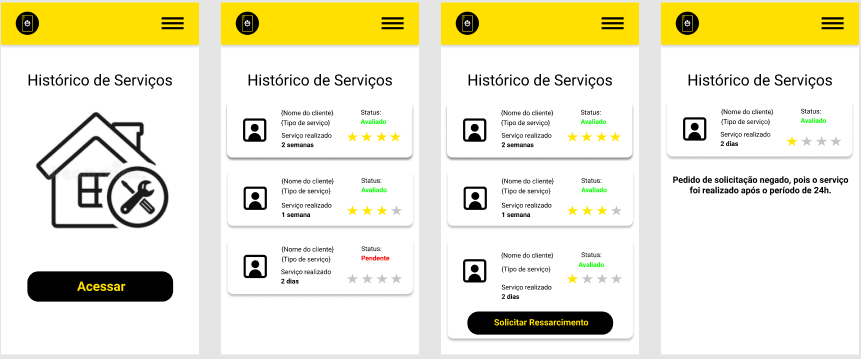 Histórico de Serviços
Acessar
Histórico de Serviços
{Nome do cliente}
{Tipo de serviço}
Serviço realizado
2 semanas
Status:
Avaliado
{Nome do cliente}
{Tipo de serviço}
Serviço realizado
1 semana
Status:
Avaliado
{Nome do cliente}
{Tipo de serviço}
Serviço realizado
2 dias
Status:
Pendente
Histórico de Serviços
{Nome do cliente}
{Tipo de serviço}
Serviço realizado
2 semanas
Status:
Avaliado
{Nome do cliente}
{Tipo de serviço}
Serviço realizado
1 semana
Status:
Avaliado
{Nome do cliente}
{Tipo de serviço}
Serviço realizado
2 dias
Status:
Avaliado
Solicitar Ressarcimento
Histórico de Serviços
{Nome do cliente}
{Tipo de serviço}
Serviço realizado
2 dias
Status:
Avaliado
Pedido de solicitação negado, pois o serviço
foi realizado após o período de 24h.